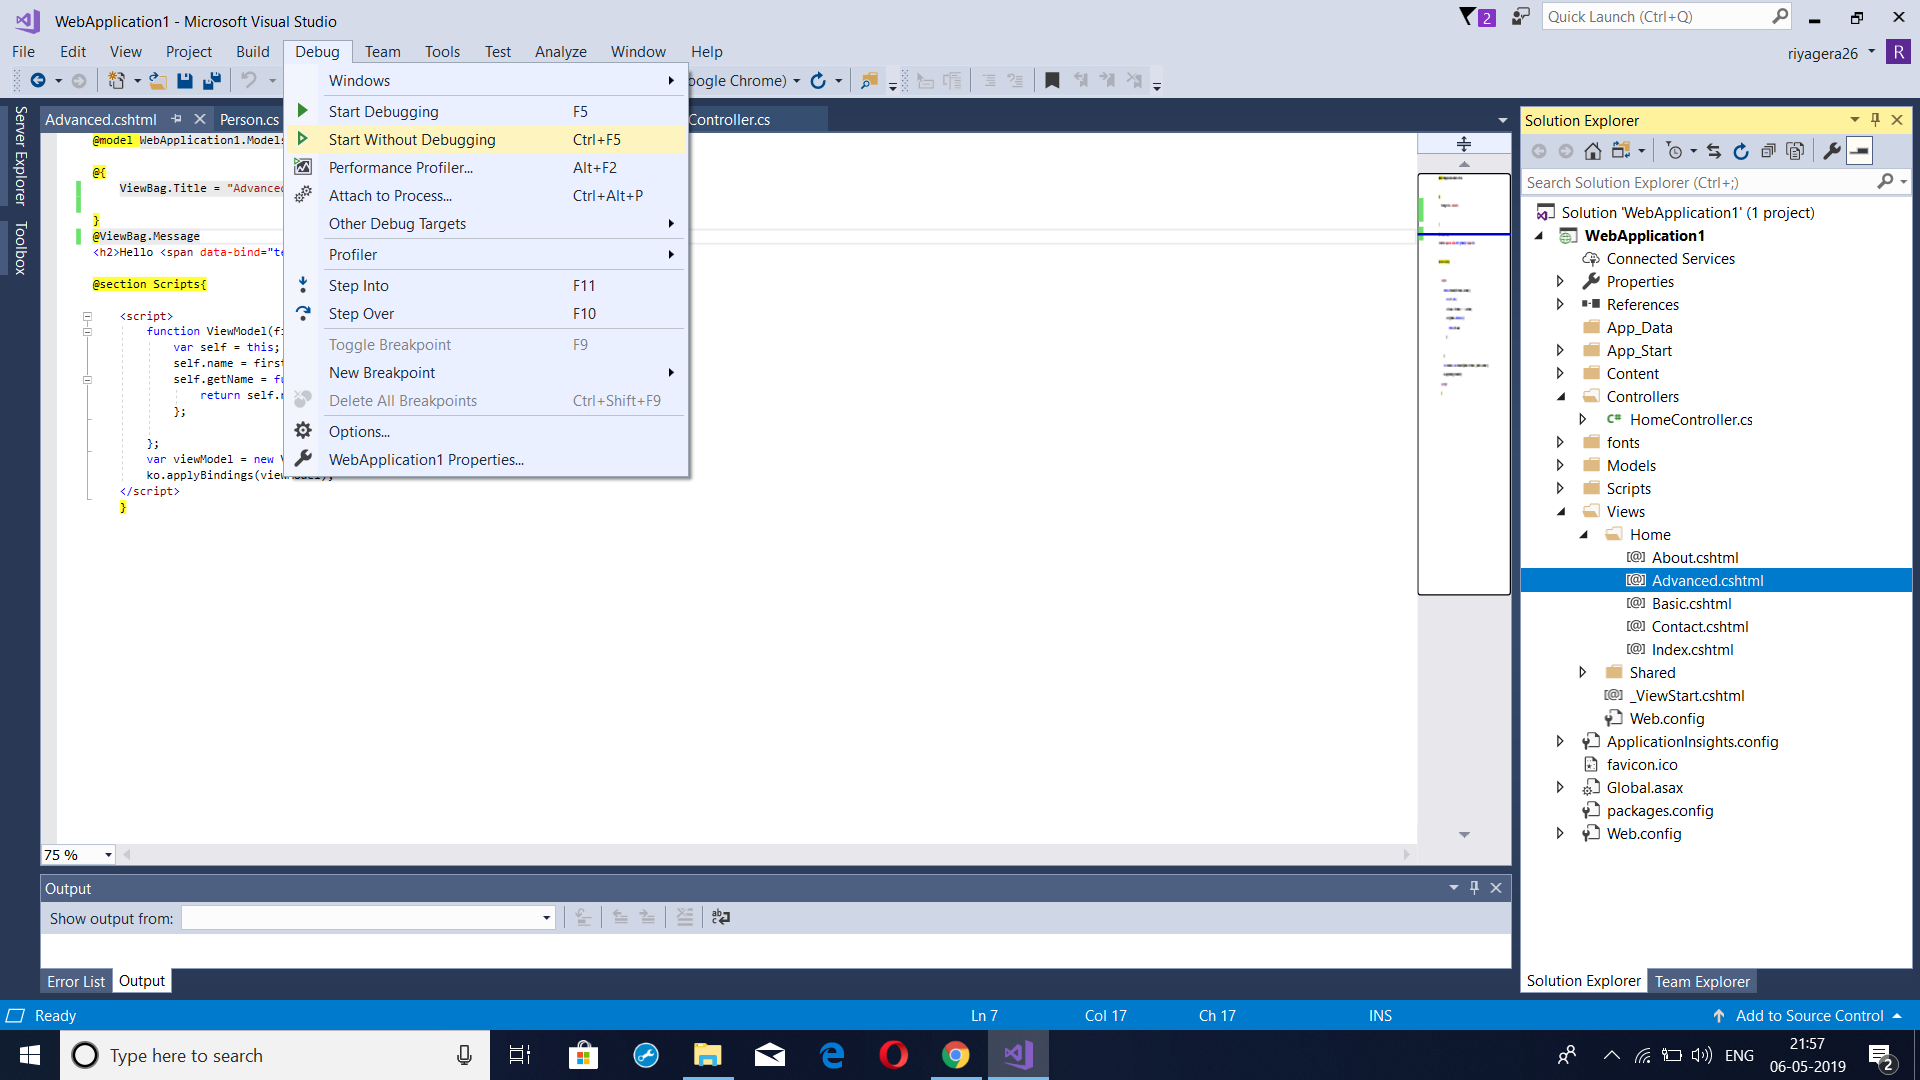 WebApplication1 - Microsoft Visual Studio
2
Quick Launch (Ctrl+Q)
File Edit View Project Build Debug Team Tools Test Analyze Window Help
riyagera26
R
oogle Chrome)
Server Explorer
Toolbox
Advanced.cshtml
Person.cs
Controller.cs
@model WebApplication1.Models
@{
ViewBag.Title = "Advanced
}
@ViewBag.Message
<h2>Hello <span data-bind="te
@section Scripts{
<script>
function ViewModel(fi
var self = this;
self.name = first
self.getName = fu
return self.n
};
};
var viewModel = new V
ko.applyBindings(viewModel);
</script>
}
Windows
Start Debugging F5
Start Without Debugging Ctrl+F5
Performance Profiler... Alt+F2
Attach to Process... Ctrl+Alt+P
Other Debug Targets
Profiler
Step Into F11
Step Over F10
Toggle Breakpoint F9
New Breakpoint
Delete All Breakpoints Ctrl+Shift+F9
Options...
WebApplication1 Properties...
75 %
Output
Show output from:
Error List
Output
Solution Explorer
Search Solution Explorer (Ctrl+;)
Solution 'WebApplication1' (1 project)
WebApplication1
Connected Services
Properties
References
App_Data
App_Start
Content
Controllers
C# HomeController.cs
fonts
Models
Scripts
Views
Home
[@] About.cshtml
[@] Advanced.cshtml
[@] Basic.cshtml
[@] Contact.cshtml
[@] Index.cshtml
Shared
[@] _ViewStart.cshtml
Web.config
ApplicationInsights.config
favicon.ico
Global.asax
packages.config
Web.config
Solution Explorer
Team Explorer
Ready
Ln 7
Col 17
Ch 17
INS
Add to Source Control
Type here to search
ENG
21:57
06-05-2019
2